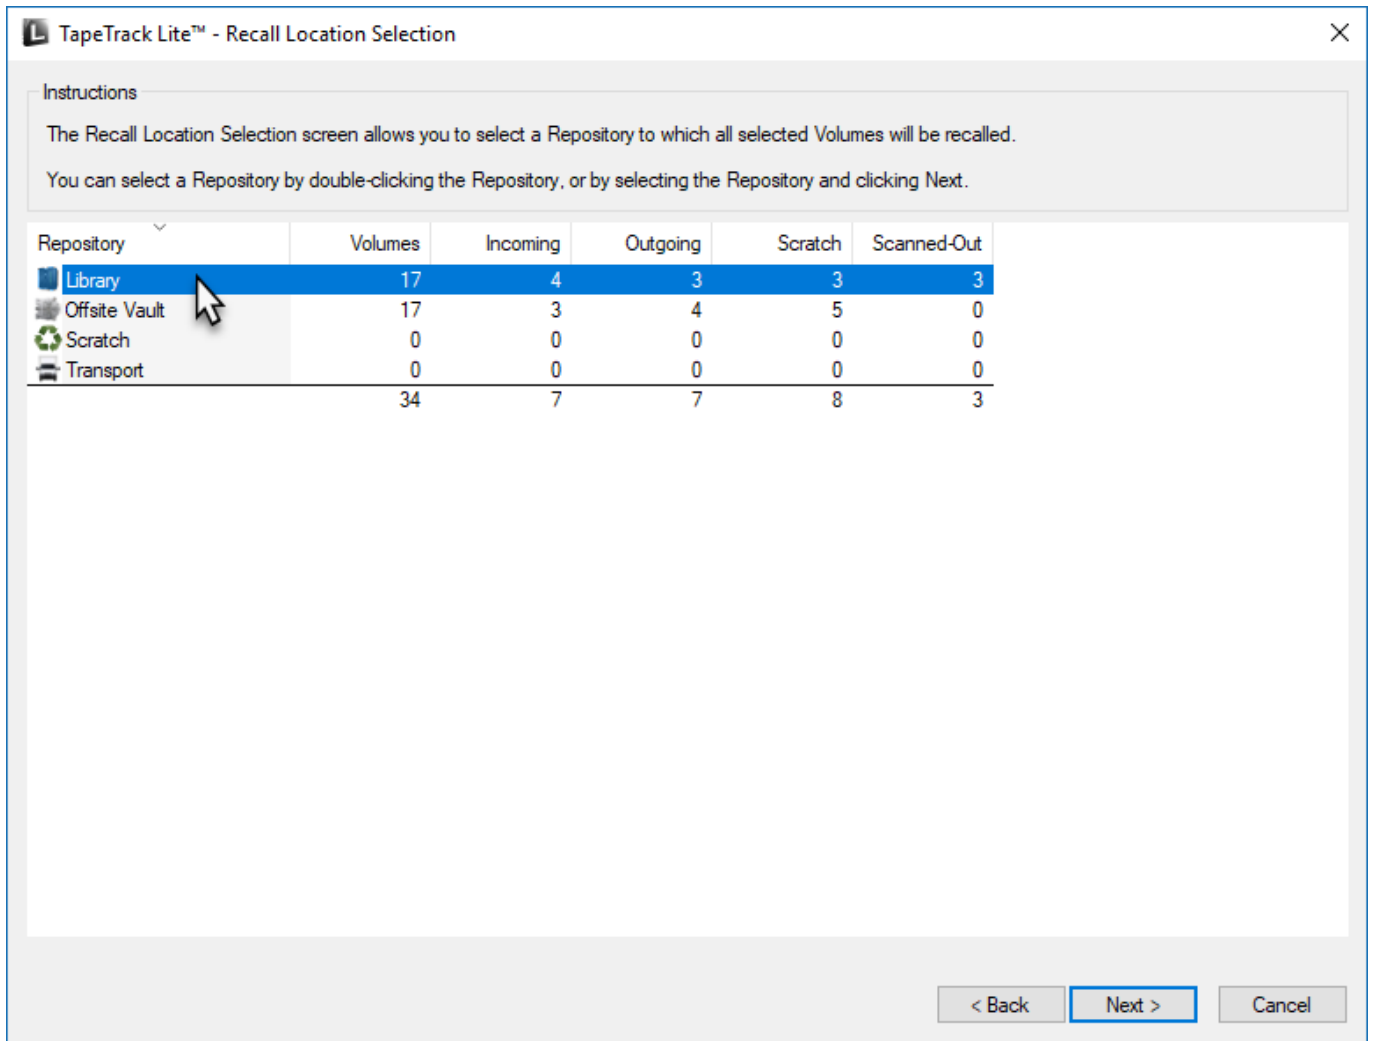 TapeTrack Lite™ - Recall Location Selection
Instructions
The Recall Location Selection screen allows you to select a Repository to which all selected Volumes will be recalled.
You can select a Repository by double-clicking the Repository, or by selecting the Repository and clicking Next.
Repository Volumes Incoming Outgoing Scratch Scanned-Out
Library 17 4 3 3 3
Offsite Vault 17 3 4 5 0
Scratch 0 0 0 0 0
Transport 0 0 0 0 0
34 7 7 8 3
< Back Next > Cancel